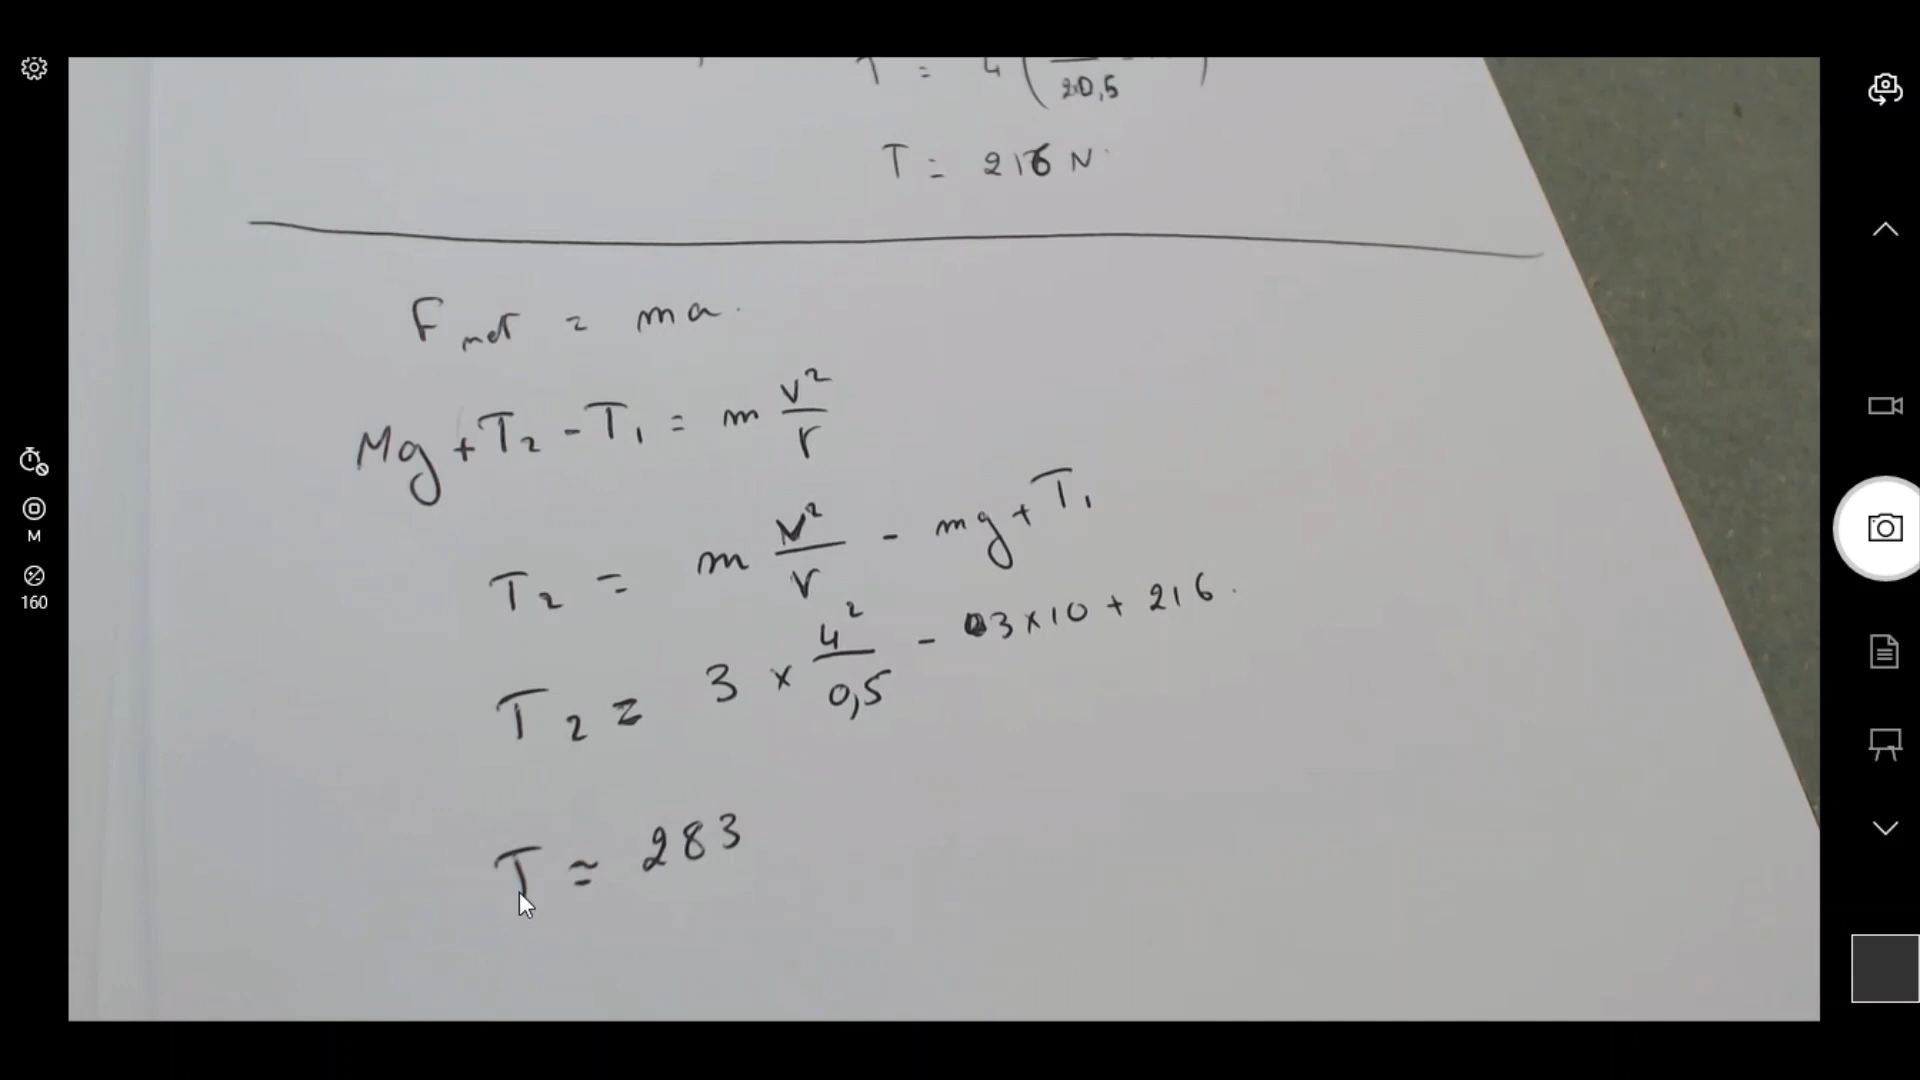 T = 4 ( 20,5 )
T = 216 N
F net = ma.
Mg + T₂ - T₁ = m v²/r
T₂ = m v²/r - mg + T₁
T₂ = 3 × 4²/0,5 - 3×10 + 216.
T = 283
M
160